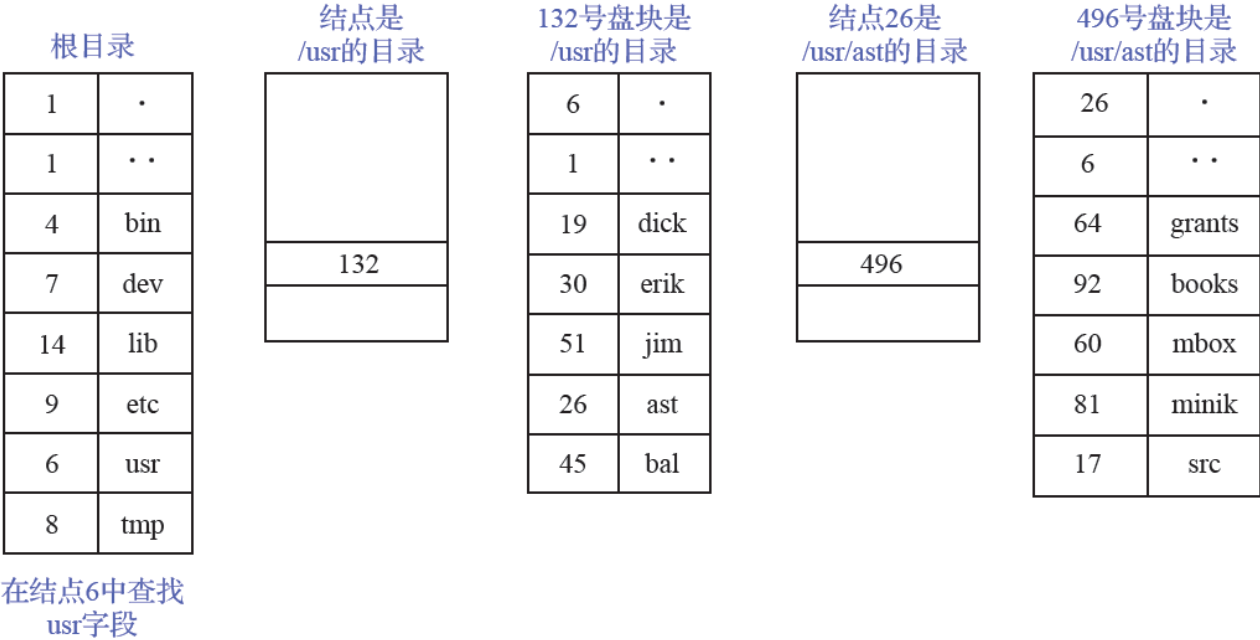 根目录
1 ·
1 ··
4 bin
7 dev
14 lib
9 etc
6 usr
8 tmp
在结点6中查找
usr字段
结点是
/usr的目录
132
132号盘块是
/usr的目录
6 ·
1 ··
19 dick
30 erik
51 jim
26 ast
45 bal
结点26是
/usr/ast的目录
496
496号盘块是
/usr/ast的目录
26 ·
6 ··
64 grants
92 books
60 mbox
81 minik
17 src